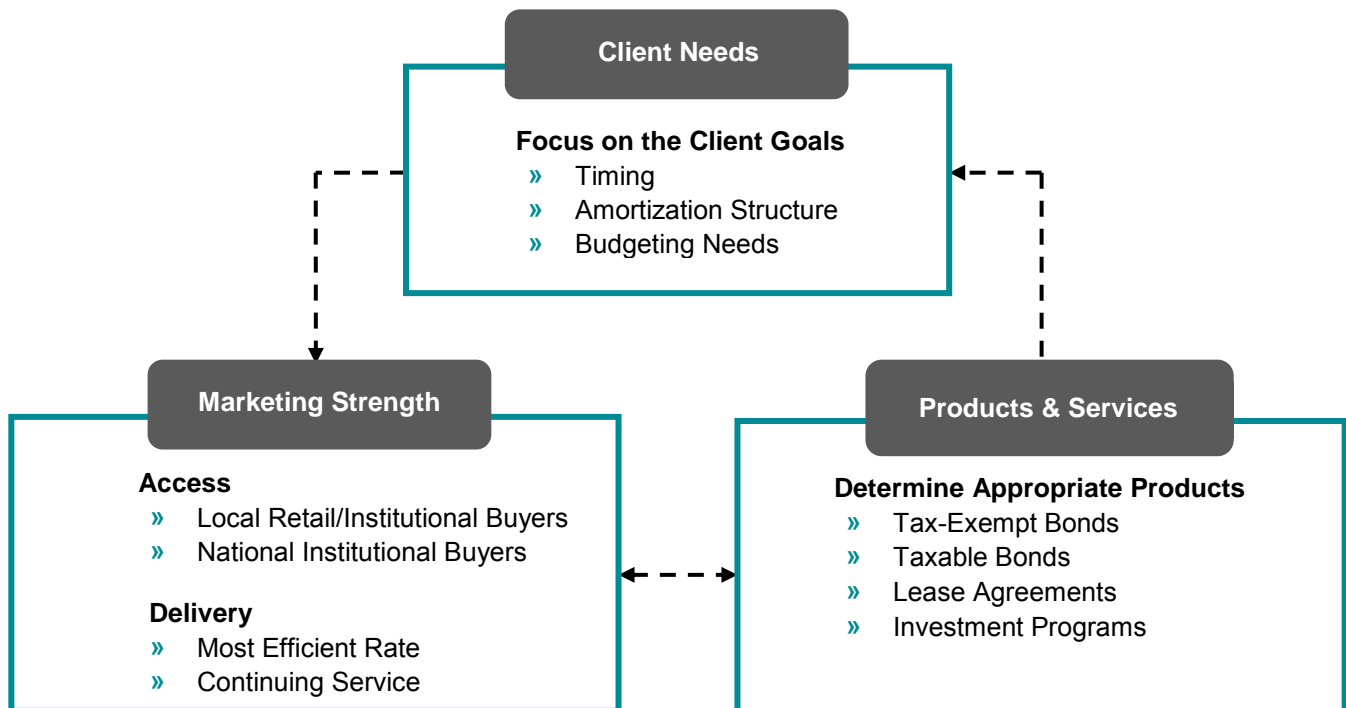 Client Needs
Focus on the Client Goals
» Timing
» Amortization Structure
» Budgeting Needs
Marketing Strength
Access
» Local Retail/Institutional Buyers
» National Institutional Buyers
Delivery
» Most Efficient Rate
» Continuing Service
Products & Services
Determine Appropriate Products
» Tax-Exempt Bonds
» Taxable Bonds
» Lease Agreements
» Investment Programs